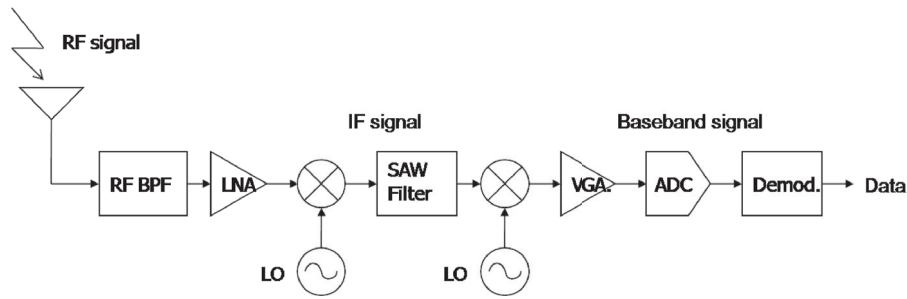 RF signal
IF signal
Baseband signal
RF BPF
LNA
SAW
Filter
VGA.
ADC
Demod.
Data
LO
LO